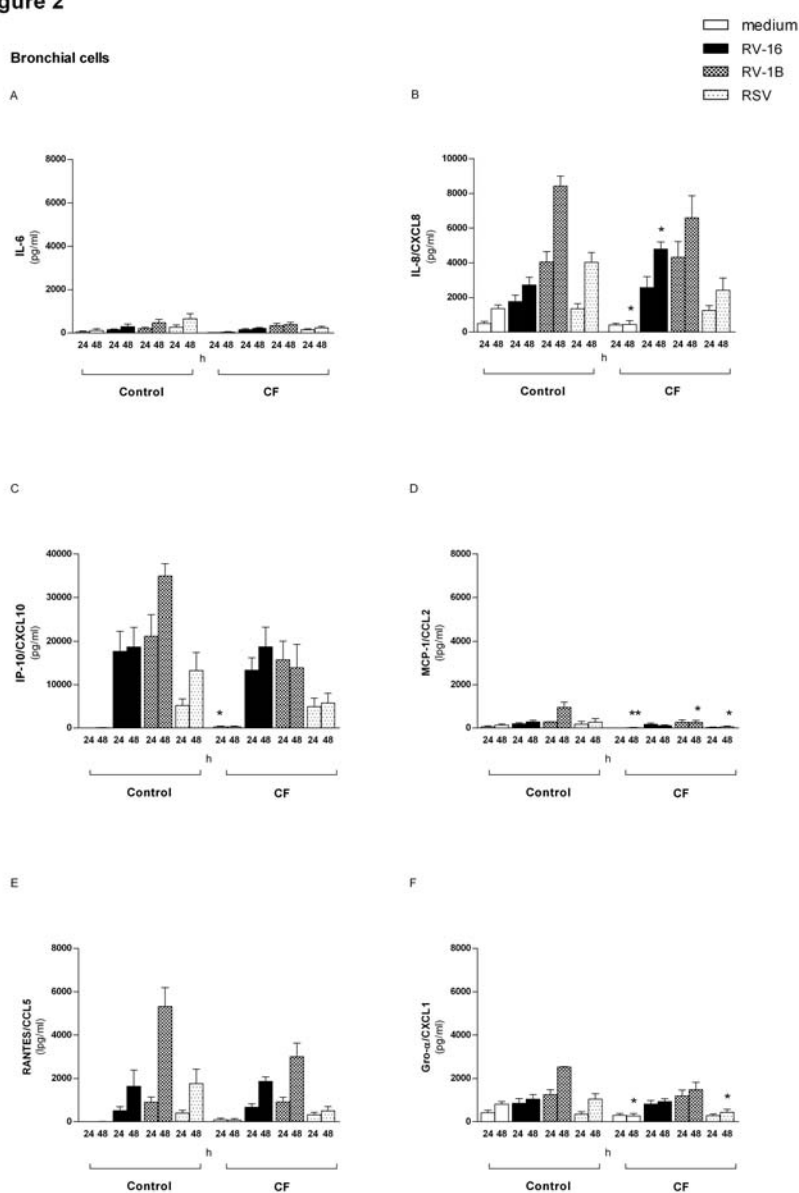 gure 2
medium
RV-16
RV-1B
RSV
Bronchial cells
A
IL-6
(pg/ml)
8000
6000
4000
2000
0
24 48 24 48 24 48 24 48 24 48 24 48 24 48 24 48
h
Control CF
B
IL-8/CXCL8
(pg/ml)
10000
8000
6000
4000
2000
0
* *
24 48 24 48 24 48 24 48 24 48 24 48 24 48 24 48
h
Control CF
C
IP-10/CXCL10
(pg/ml)
40000
30000
20000
10000
0
*
24 48 24 48 24 48 24 48 24 48 24 48 24 48 24 48
h
Control CF
D
MCP-1/CCL2
(lpg/ml)
8000
6000
4000
2000
0
** * *
24 48 24 48 24 48 24 48 24 48 24 48 24 48 24 48
h
Control CF
E
RANTES/CCL5
(lpg/ml)
8000
6000
4000
2000
0
24 48 24 48 24 48 24 48 24 48 24 48 24 48 24 48
h
Control CF
F
Gro-α/CXCL1
(pg/ml)
8000
6000
4000
2000
0
* *
24 48 24 48 24 48 24 48 24 48 24 48 24 48 24 48
h
Control CF